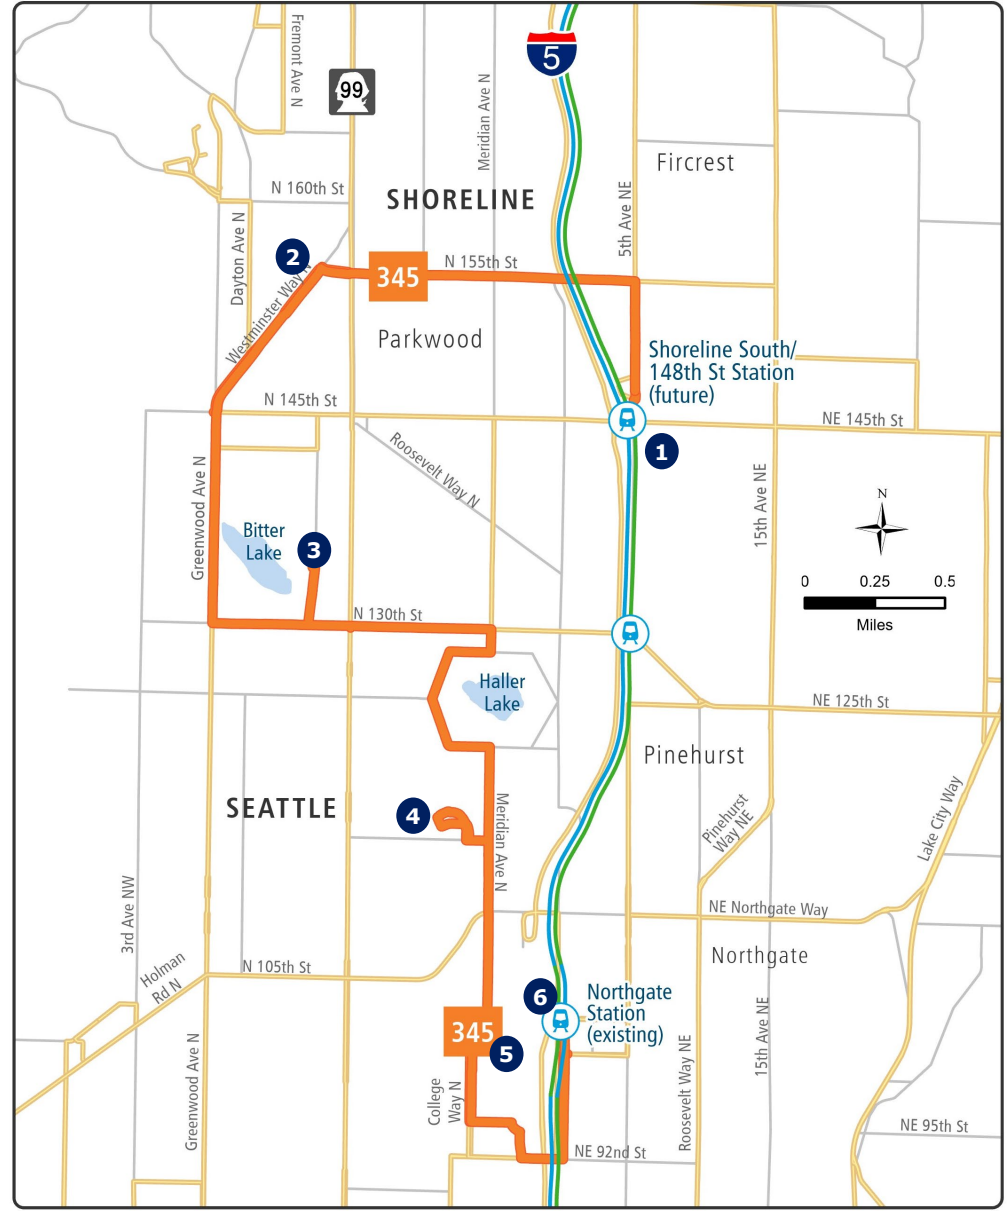 Fremont Ave N
99
5
Meridian Ave N
Fircrest
N 160th St
SHORELINE
5th Ave NE
Dayton Ave N
2
345
N 155th St
Westminster Way N
Parkwood
Shoreline South/
148th St Station
(future)
N 145th St
NE 145th St
Roosevelt Way N
1
Greenwood Ave N
15th Ave NE
N
Bitter
Lake
3
0 0.25 0.5
Miles
N 130th St
Haller
Lake
NE 125th St
Pinehurst
SEATTLE
4
Meridian Ave N
Pinehurst
Way NE
Lake City Way
3rd Ave NW
NE Northgate Way
Northgate
Holman
Rd N
N 105th St
6
Northgate
Station
(existing)
345
5
Greenwood Ave N
College
Way N
Roosevelt Way NE
15th Ave NE
NE 92nd St
NE 95th St